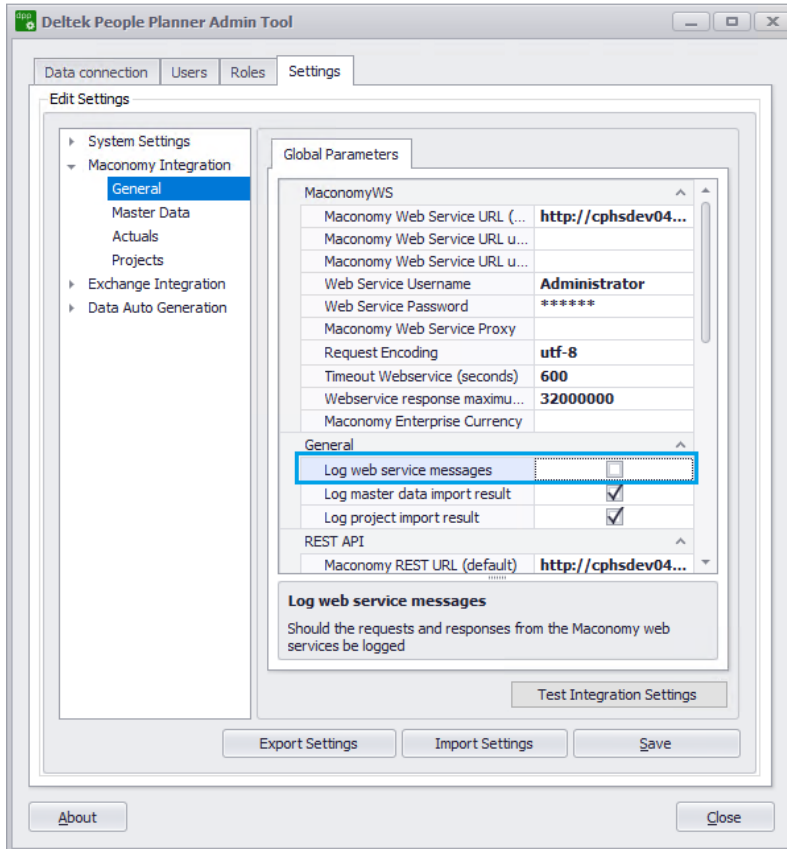 Deltek People Planner Admin Tool
Data connection Users Roles Settings
Edit Settings
System Settings
Maconomy Integration
General
Master Data
Actuals
Projects
Exchange Integration
Data Auto Generation
Global Parameters
MaconomyWS
Maconomy Web Service URL (... http://cphsdev04...
Maconomy Web Service URL u...
Maconomy Web Service URL u...
Web Service Username Administrator
Web Service Password ******
Maconomy Web Service Proxy
Request Encoding utf-8
Timeout Webservice (seconds) 600
Webservice response maximu... 32000000
Maconomy Enterprise Currency
General
Log web service messages
Log master data import result
Log project import result
REST API
Maconomy REST URL (default) http://cphsdev04...
Log web service messages
Should the requests and responses from the Maconomy web
services be logged
Test Integration Settings
Export Settings Import Settings Save
About Close